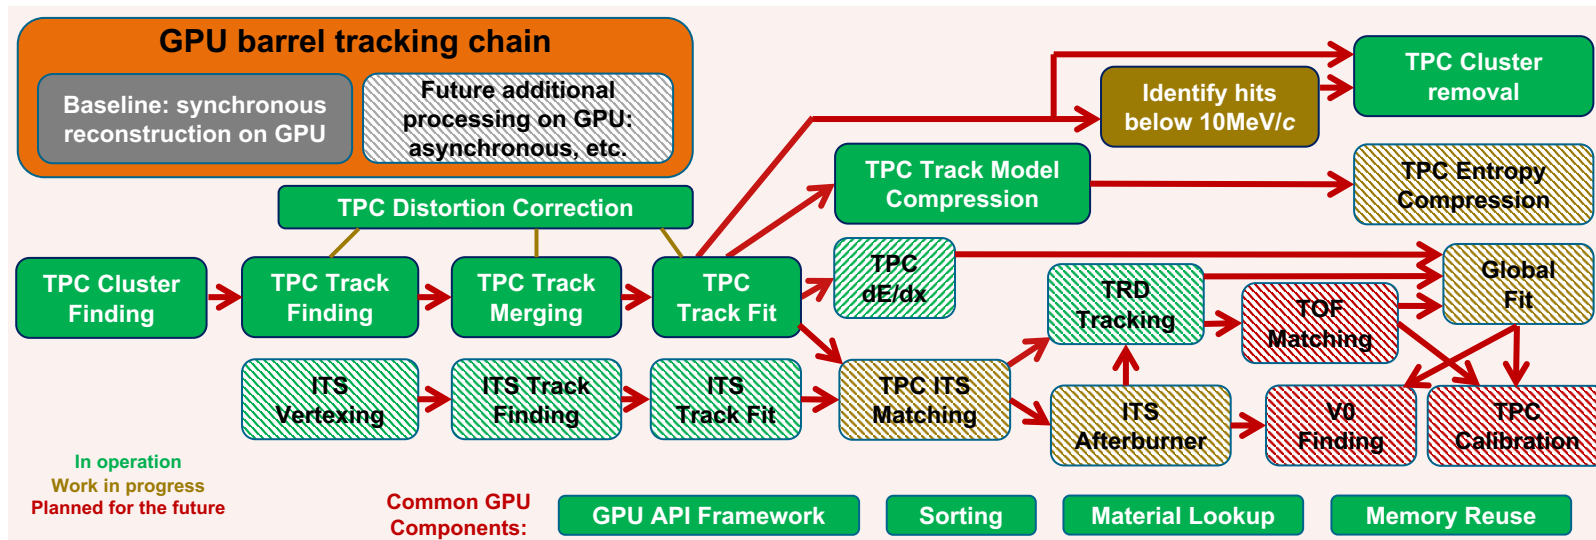 GPU barrel tracking chain
Baseline: synchronous
reconstruction on GPU
Future additional
processing on GPU:
asynchronous, etc.
Identify hits
below 10MeV/c
TPC Cluster
removal
TPC Track Model
Compression
TPC Entropy
Compression
TPC Distortion Correction
TPC Cluster
Finding
TPC Track
Finding
TPC Track
Merging
TPC
Track Fit
TPC
dE/dx
TRD
Tracking
TOF
Matching
Global
Fit
ITS
Vertexing
ITS Track
Finding
ITS
Track Fit
TPC ITS
Matching
ITS
Afterburner
V0
Finding
TPC
Calibration
In operation
Work in progress
Planned for the future
Common GPU
Components:
GPU API Framework
Sorting
Material Lookup
Memory Reuse